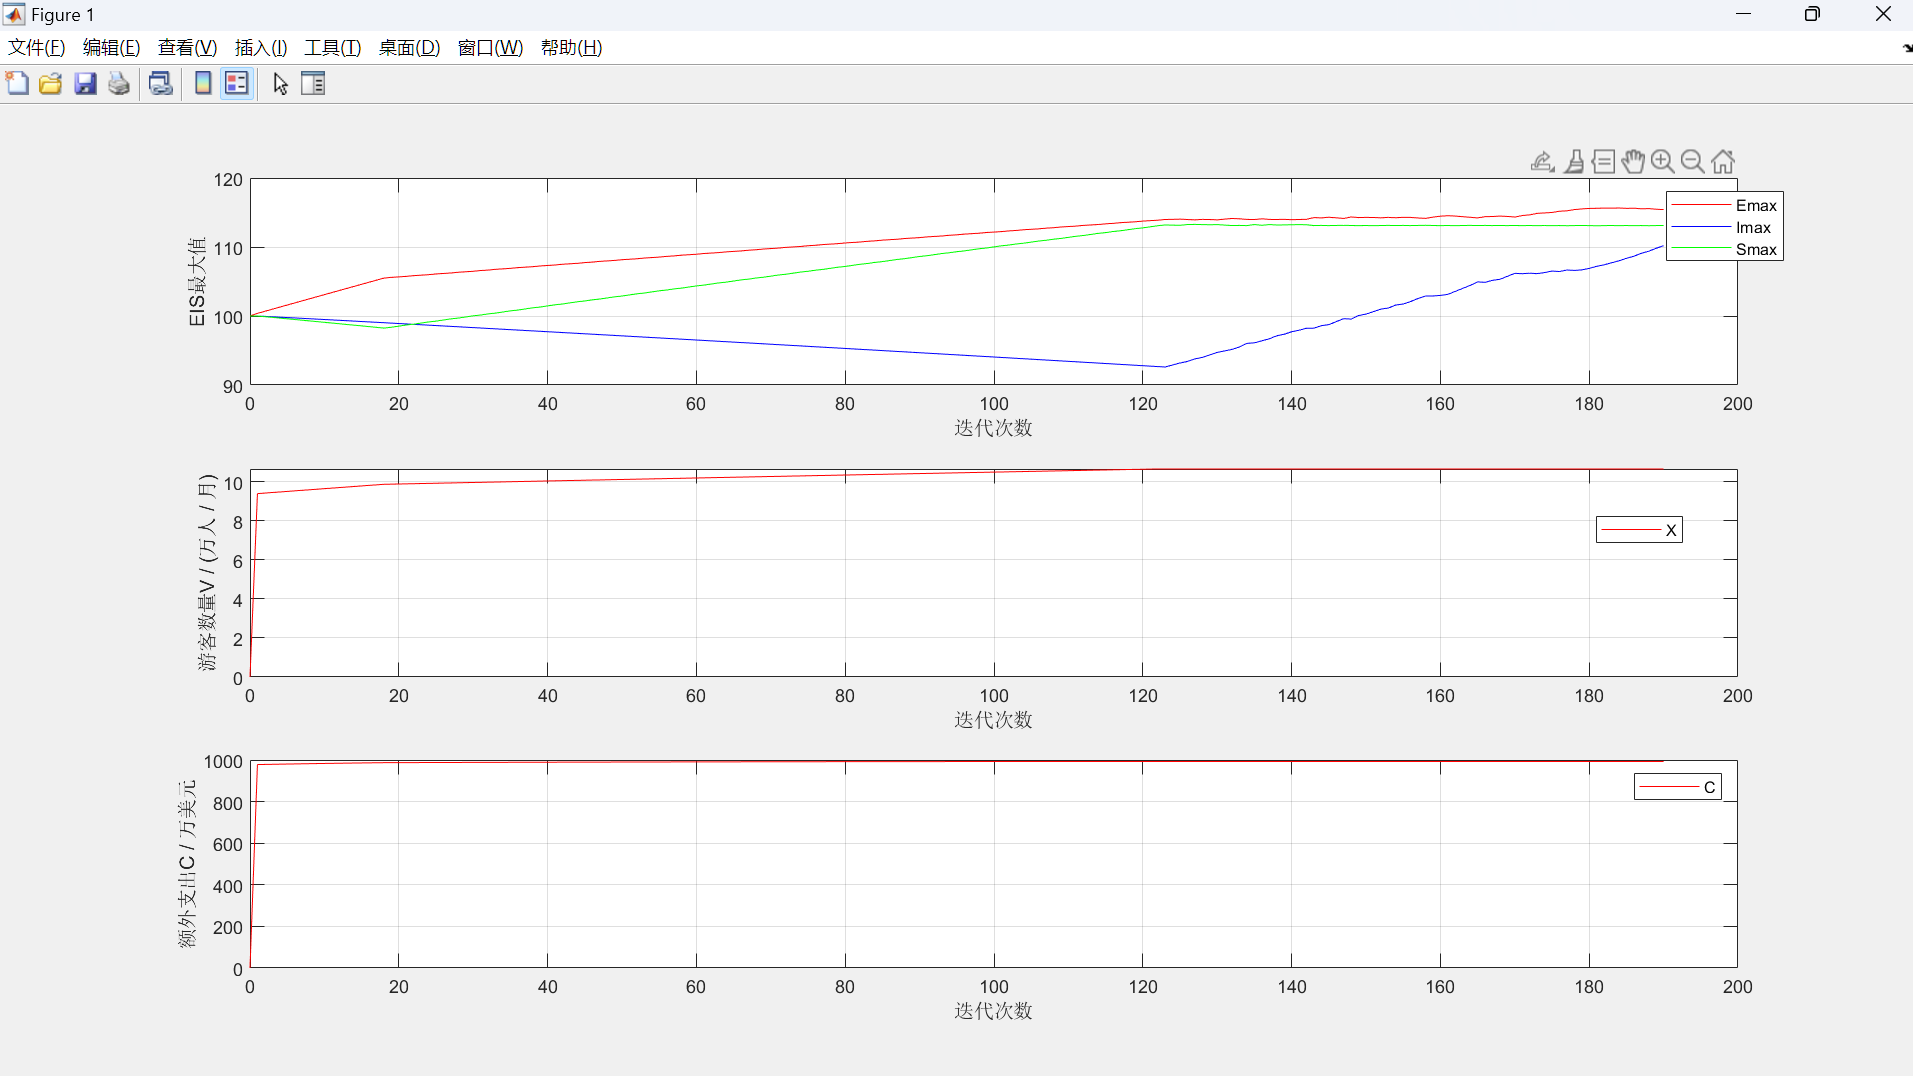 Figure 1
文件(F) 编辑(E) 查看(V) 插入(I) 工具(T) 桌面(D) 窗口(W) 帮助(H)
EIS最大值
120
110
100
90
0 20 40 60 80 100 120 140 160 180 200
迭代次数
Emax
Imax
Smax
游客数量V / (万人 / 月)
10
8
6
4
2
0
0 20 40 60 80 100 120 140 160 180 200
迭代次数
X
额外支出C / 万美元
1000
800
600
400
200
0
0 20 40 60 80 100 120 140 160 180 200
迭代次数
C